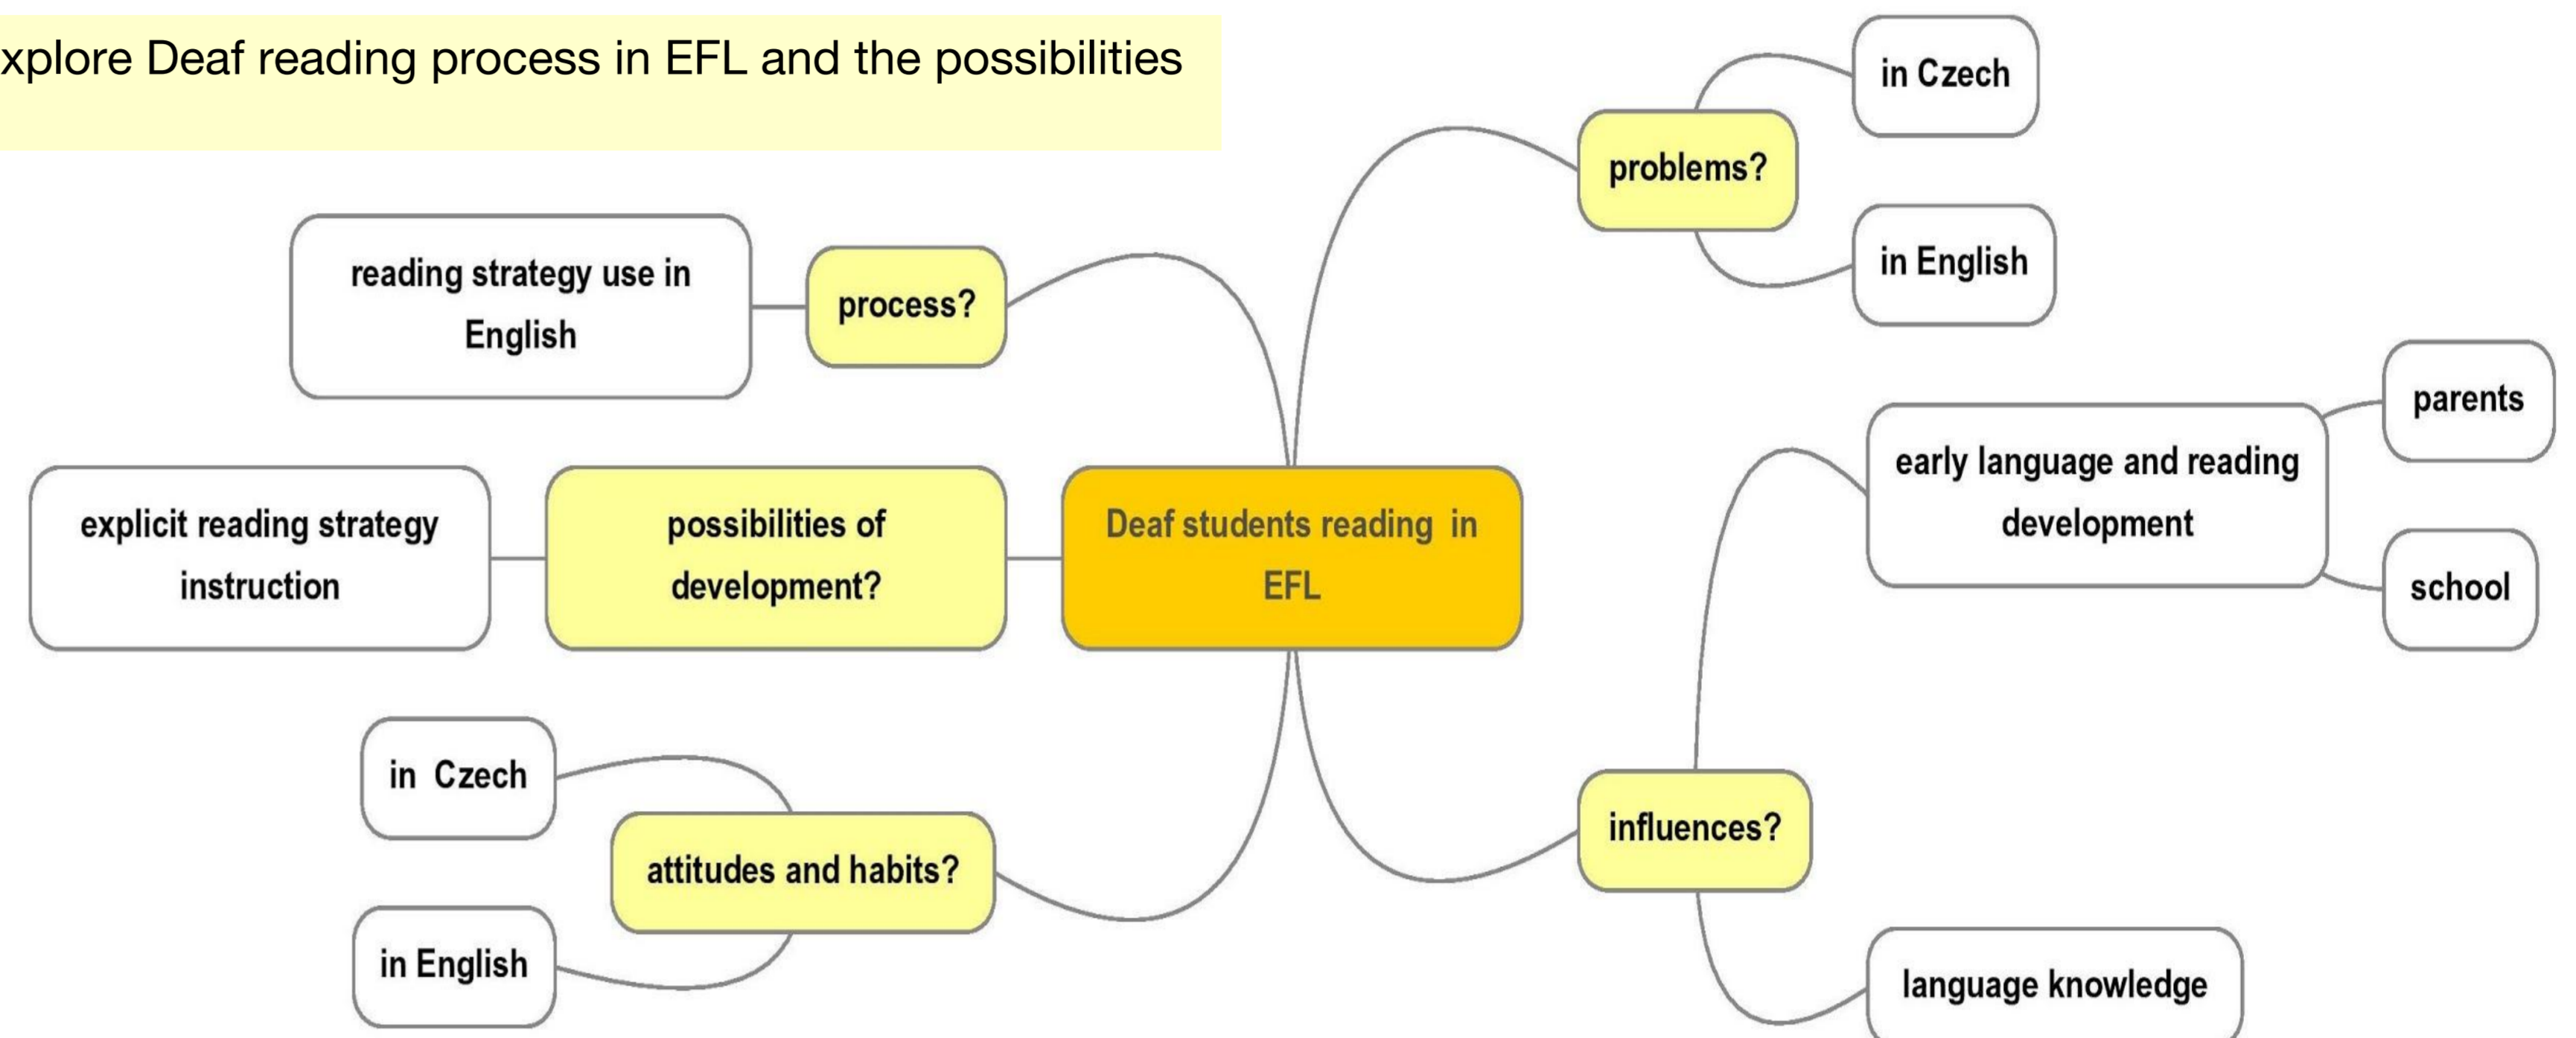 xplore Deaf reading process in EFL and the possibilities
in Czech
problems?
in English
reading strategy use in
English
process?
parents
early language and reading
development
school
explicit reading strategy
instruction
possibilities of
development?
Deaf students reading in
EFL
in Czech
attitudes and habits?
in English
influences?
language knowledge